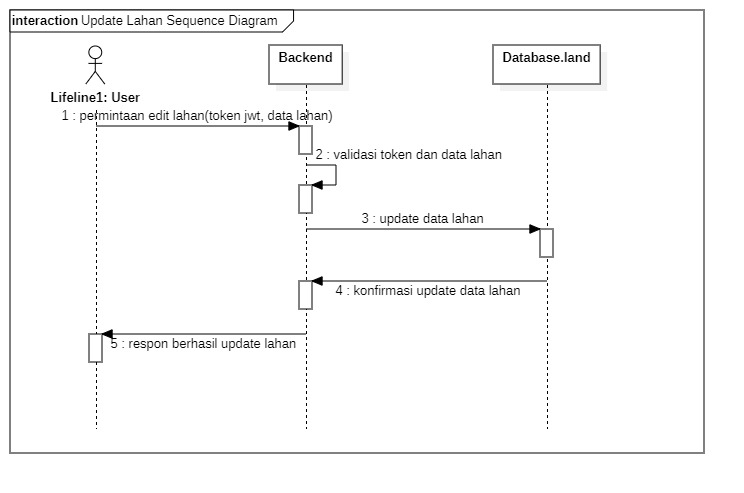 interaction Update Lahan Sequence Diagram
Backend
Database.land
Lifeline1: User
1 : permintaan edit lahan(token jwt, data lahan)
2 : validasi token dan data lahan
3 : update data lahan
4 : konfirmasi update data lahan
5 : respon berhasil update lahan